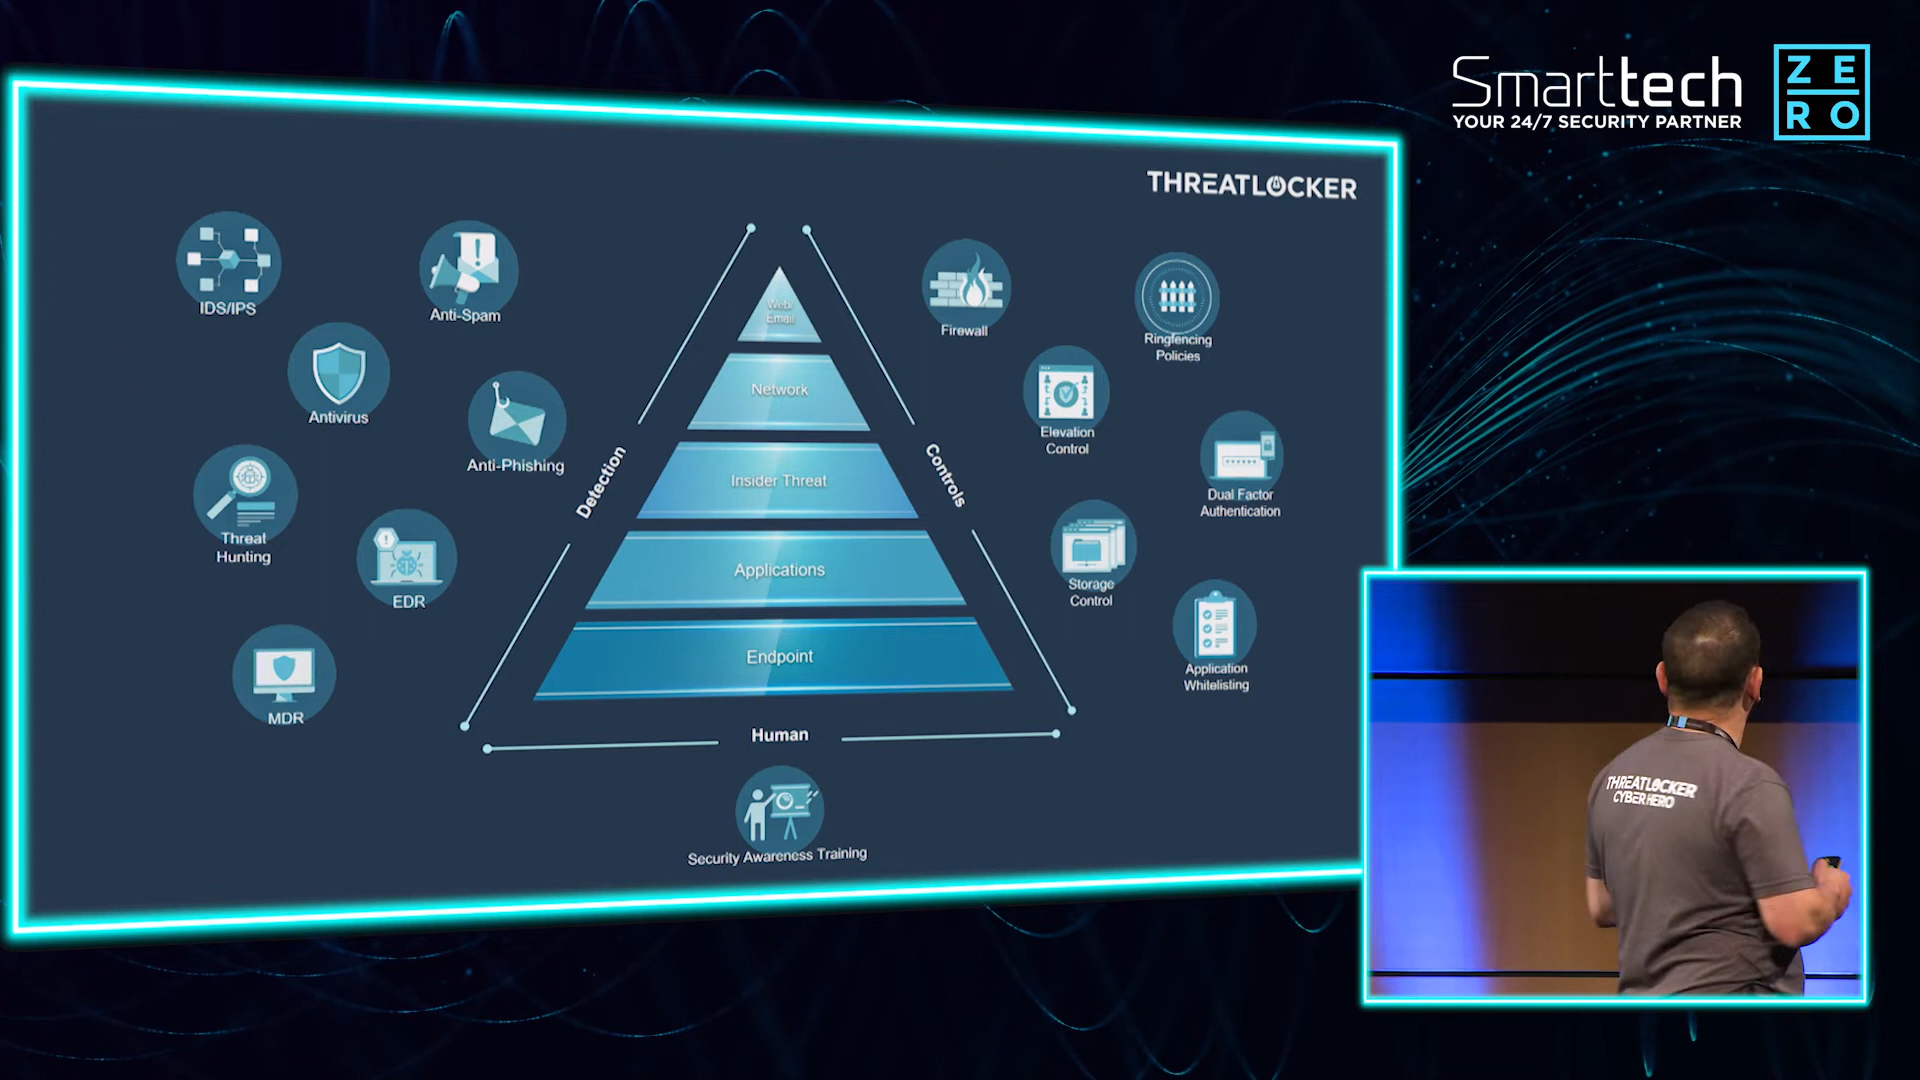 Smarttech
YOUR 24/7 SECURITY PARTNER
ZE
RO
THREATLOCKER
IDS/IPS
Anti-Spam
Antivirus
Anti-Phishing
Threat
Hunting
EDR
MDR
Detection
Web/
Email
Network
Insider Threat
Applications
Endpoint
Controls
Human
Security Awareness Training
Firewall
Ringfencing
Policies
Elevation
Control
Dual Factor
Authentication
Storage
Control
Application
Whitelisting
THREATLOCKER
CYBER HERO